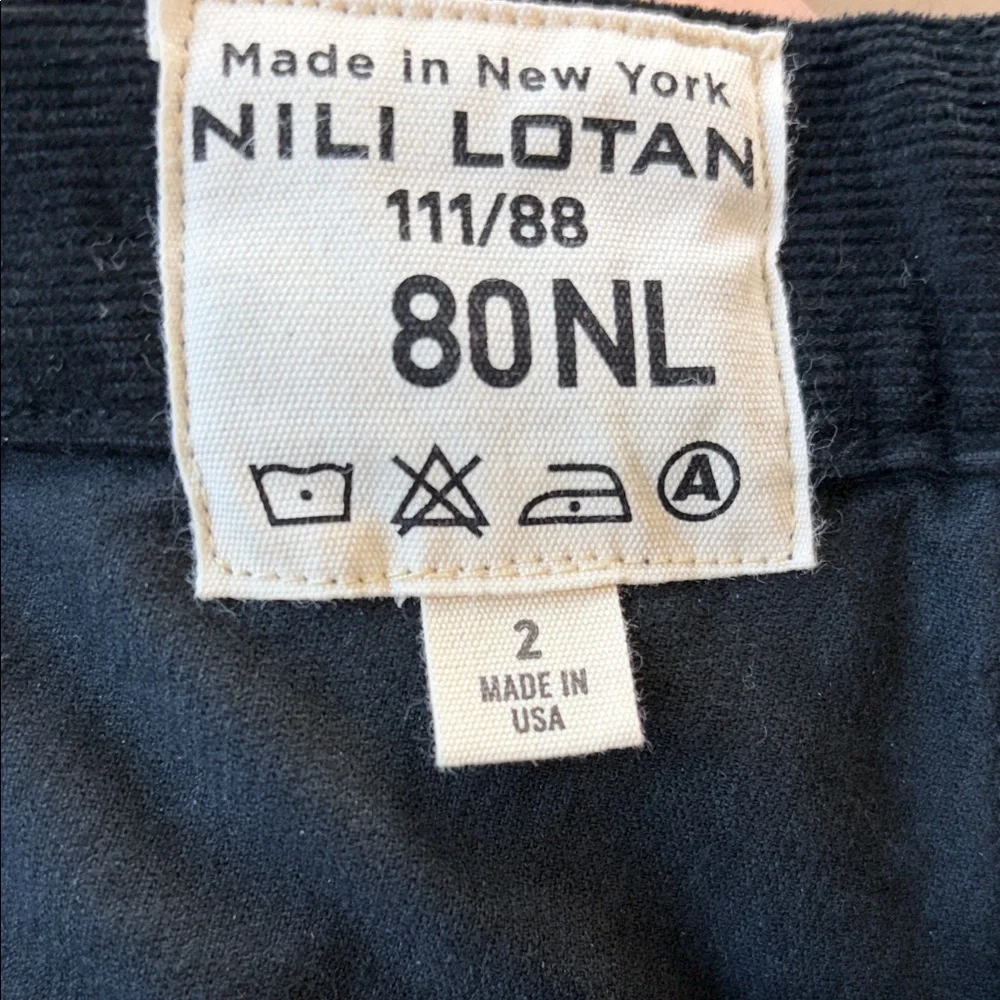 Made in New York
NILI LOTAN
111/88
80NL
A
2
MADE IN
USA